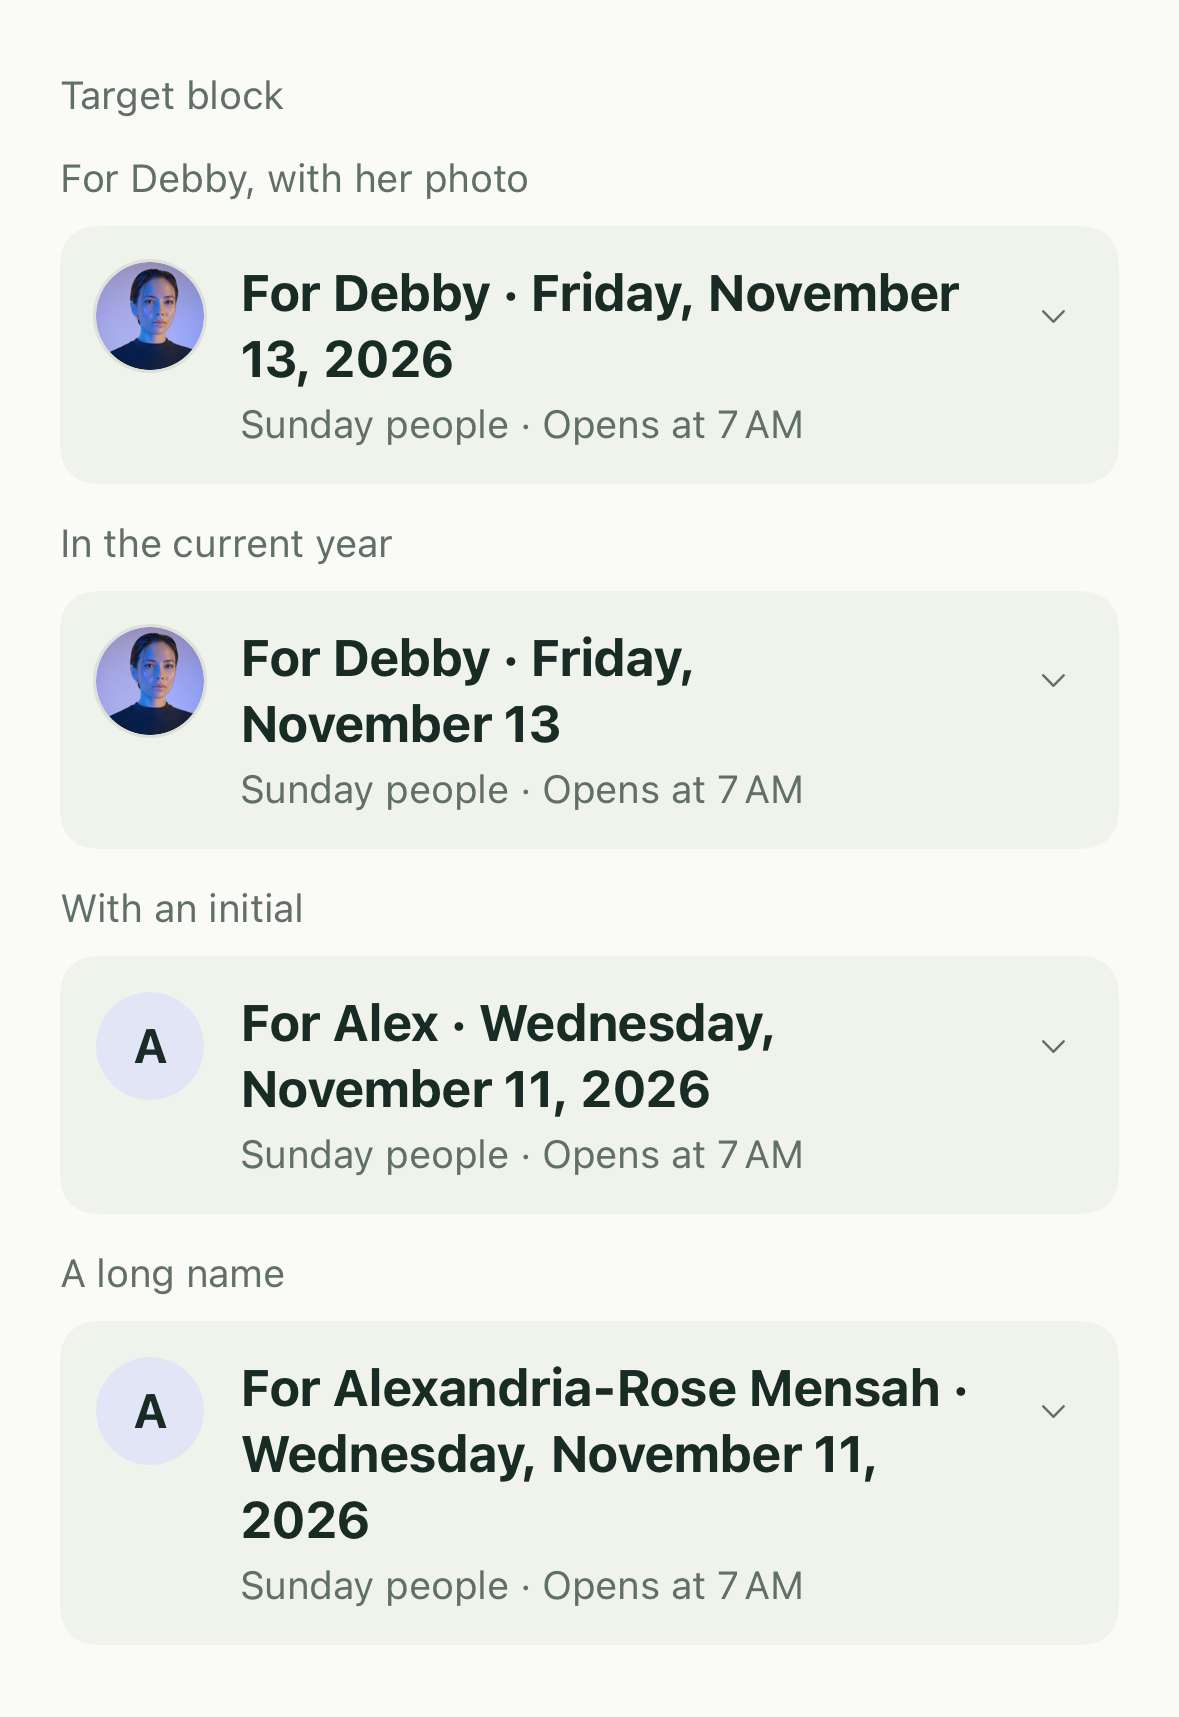 Target block
For Debby, with her photo
For Debby · Friday, November
13, 2026
Sunday people · Opens at 7 AM
In the current year
For Debby · Friday,
November 13
Sunday people · Opens at 7 AM
With an initial
A
For Alex · Wednesday,
November 11, 2026
Sunday people · Opens at 7 AM
A long name
A
For Alexandria-Rose Mensah ·
Wednesday, November 11,
2026
Sunday people · Opens at 7 AM